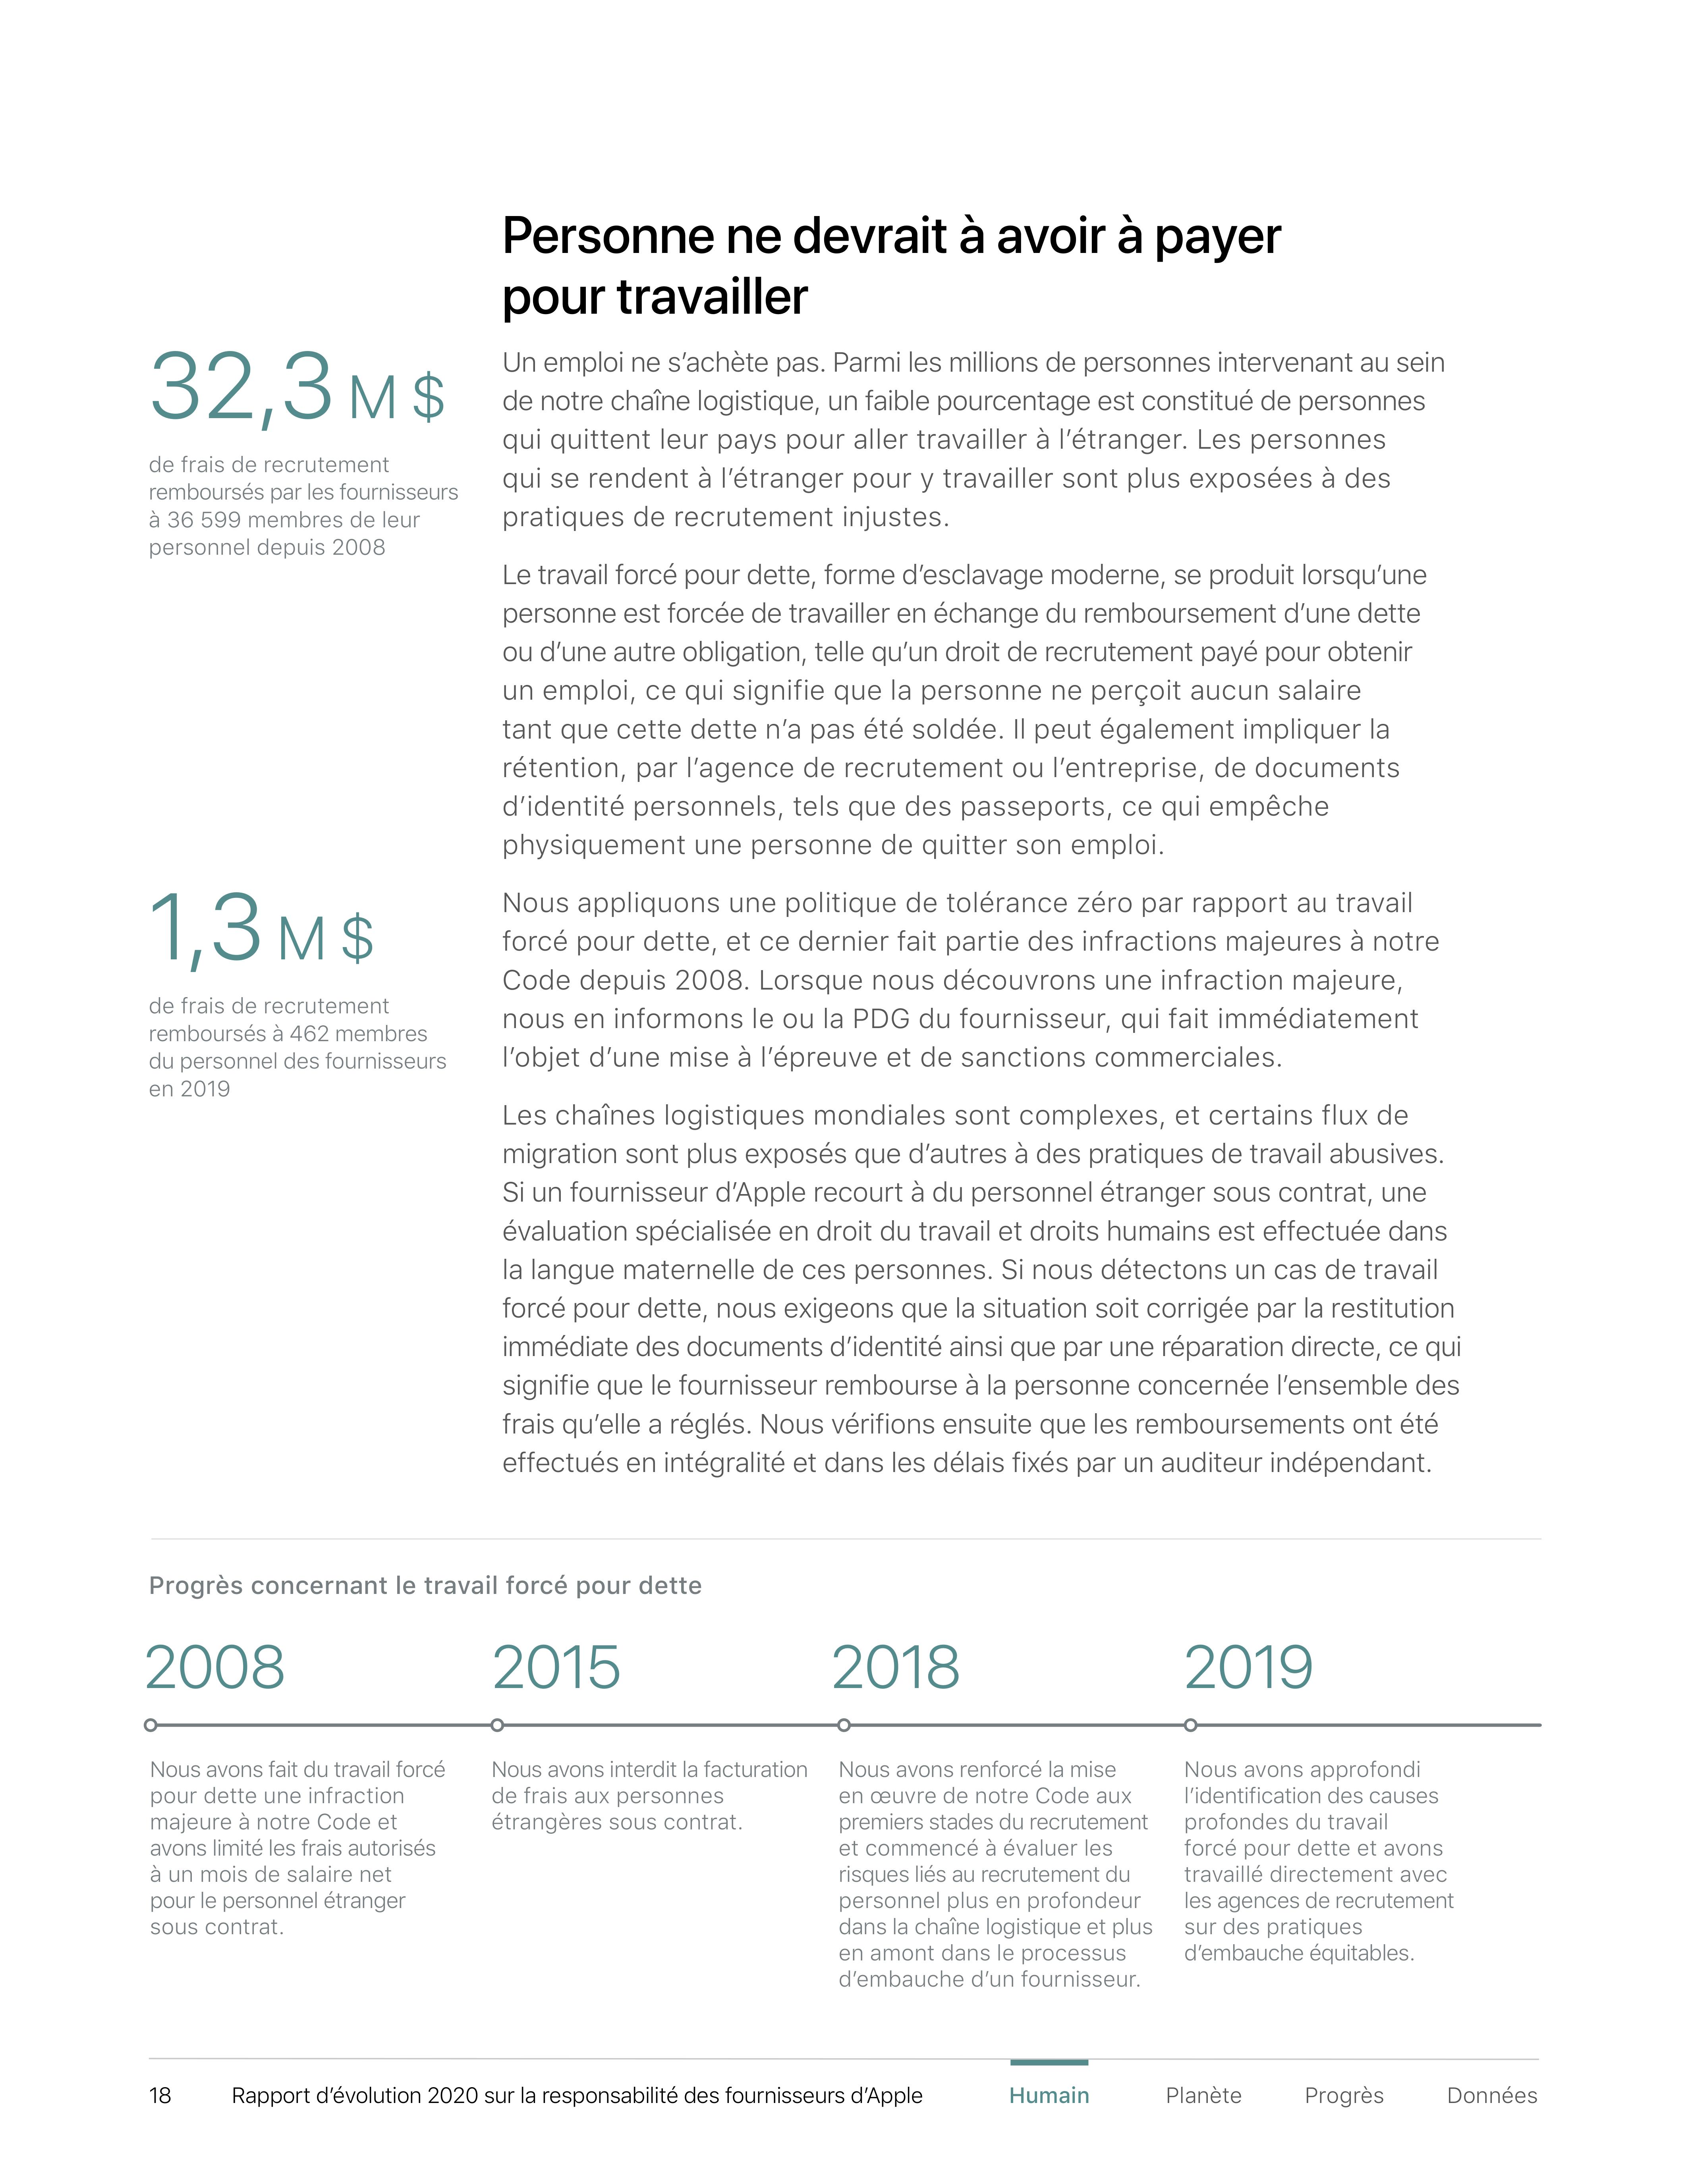 Personne ne devrait à avoir à payer
pour travailler
32,3 M $
de frais de recrutement
remboursés par les fournisseurs
à 36 599 membres de leur
personnel depuis 2008
Un emploi ne s’achète pas. Parmi les millions de personnes intervenant au sein
de notre chaîne logistique, un faible pourcentage est constitué de personnes
qui quittent leur pays pour aller travailler à l’étranger. Les personnes
qui se rendent à l’étranger pour y travailler sont plus exposées à des
pratiques de recrutement injustes.
Le travail forcé pour dette, forme d’esclavage moderne, se produit lorsqu’une
personne est forcée de travailler en échange du remboursement d’une dette
ou d’une autre obligation, telle qu’un droit de recrutement payé pour obtenir
un emploi, ce qui signifie que la personne ne perçoit aucun salaire
tant que cette dette n’a pas été soldée. Il peut également impliquer la
rétention, par l’agence de recrutement ou l’entreprise, de documents
d’identité personnels, tels que des passeports, ce qui empêche
physiquement une personne de quitter son emploi.
1,3 M $
de frais de recrutement
remboursés à 462 membres
du personnel des fournisseurs
en 2019
Nous appliquons une politique de tolérance zéro par rapport au travail
forcé pour dette, et ce dernier fait partie des infractions majeures à notre
Code depuis 2008. Lorsque nous découvrons une infraction majeure,
nous en informons le ou la PDG du fournisseur, qui fait immédiatement
l’objet d’une mise à l’épreuve et de sanctions commerciales.
Les chaînes logistiques mondiales sont complexes, et certains flux de
migration sont plus exposés que d’autres à des pratiques de travail abusives.
Si un fournisseur d’Apple recourt à du personnel étranger sous contrat, une
évaluation spécialisée en droit du travail et droits humains est effectuée dans
la langue maternelle de ces personnes. Si nous détectons un cas de travail
forcé pour dette, nous exigeons que la situation soit corrigée par la restitution
immédiate des documents d’identité ainsi que par une réparation directe, ce qui
signifie que le fournisseur rembourse à la personne concernée l’ensemble des
frais qu’elle a réglés. Nous vérifions ensuite que les remboursements ont été
effectués en intégralité et dans les délais fixés par un auditeur indépendant.
Progrès concernant le travail forcé pour dette
2008
Nous avons fait du travail forcé
pour dette une infraction
majeure à notre Code et
avons limité les frais autorisés
à un mois de salaire net
pour le personnel étranger
sous contrat.
2015
Nous avons interdit la facturation
de frais aux personnes
étrangères sous contrat.
2018
Nous avons renforcé la mise
en œuvre de notre Code aux
premiers stades du recrutement
et commencé à évaluer les
risques liés au recrutement du
personnel plus en profondeur
dans la chaîne logistique et plus
en amont dans le processus
d’embauche d’un fournisseur.
2019
Nous avons approfondi
l’identification des causes
profondes du travail
forcé pour dette et avons
travaillé directement avec
les agences de recrutement
sur des pratiques
d’embauche équitables.
18 Rapport d’évolution 2020 sur la responsabilité des fournisseurs d’Apple Humain Planète Progrès Données